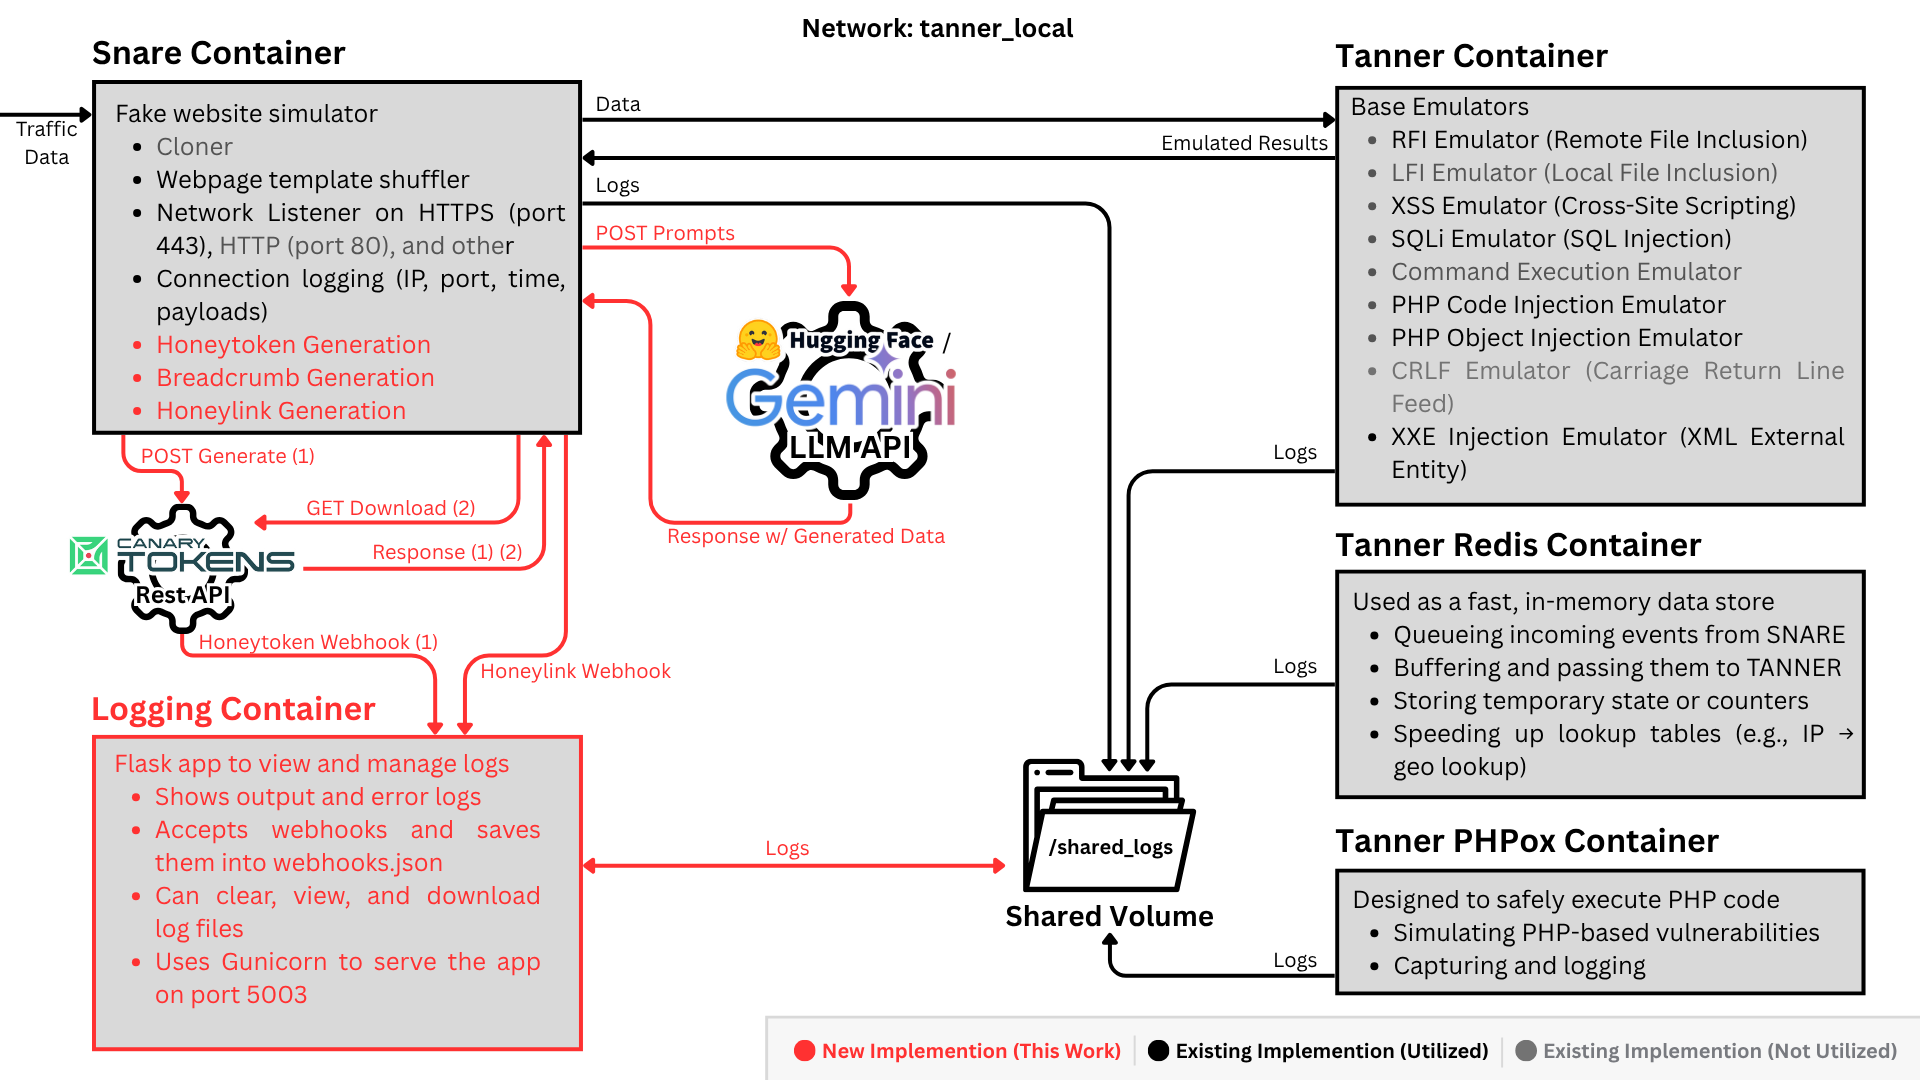 Network: tanner_local
Snare Container
Traffic
Data
Fake website simulator
• Cloner
• Webpage template shuffler
• Network Listener on HTTPS (port
443), HTTP (port 80), and other
• Connection logging (IP, port, time,
payloads)
• Honeytoken Generation
• Breadcrumb Generation
• Honeylink Generation
Data
Emulated Results
Logs
POST Prompts
Hugging Face /
Gemini
LLM API
Response w/ Generated Data
POST Generate (1)
GET Download (2)
Response (1) (2)
CANARY
TOKENS
Rest API
Honeytoken Webhook (1)
Honeylink Webhook
Logging Container
Flask app to view and manage logs
• Shows output and error logs
• Accepts webhooks and saves
them into webhooks.json
• Can clear, view, and download
log files
• Uses Gunicorn to serve the app
on port 5003
Logs
/shared_logs
Shared Volume
Tanner Container
Base Emulators
• RFI Emulator (Remote File Inclusion)
• LFI Emulator (Local File Inclusion)
• XSS Emulator (Cross-Site Scripting)
• SQLi Emulator (SQL Injection)
• Command Execution Emulator
• PHP Code Injection Emulator
• PHP Object Injection Emulator
• CRLF Emulator (Carriage Return Line
Feed)
• XXE Injection Emulator (XML External
Entity)
Logs
Tanner Redis Container
Used as a fast, in-memory data store
• Queueing incoming events from SNARE
• Buffering and passing them to TANNER
• Storing temporary state or counters
• Speeding up lookup tables (e.g., IP →
geo lookup)
Logs
Tanner PHPox Container
Designed to safely execute PHP code
• Simulating PHP-based vulnerabilities
• Capturing and logging
Logs
New Implemention (This Work)
Existing Implemention (Utilized)
Existing Implemention (Not Utilized)